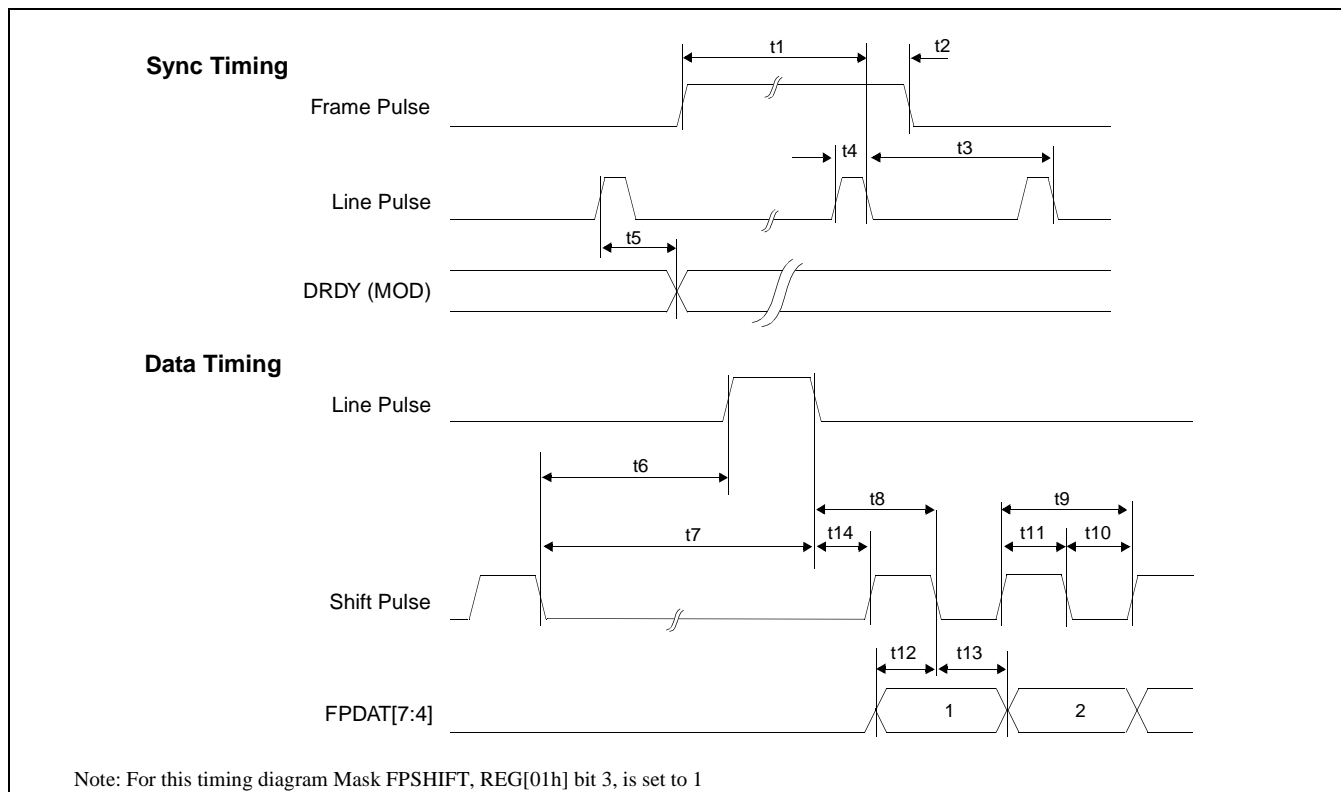 Sync Timing
t1
t2
Frame Pulse
t4
t3
Line Pulse
t5
DRDY (MOD)
Data Timing
Line Pulse
t6
t8
t9
t7
t14
t11
t10
Shift Pulse
t12
t13
FPDAT[7:4]
1
2
Note: For this timing diagram Mask FPSHIFT, REG[01h] bit 3, is set to 1